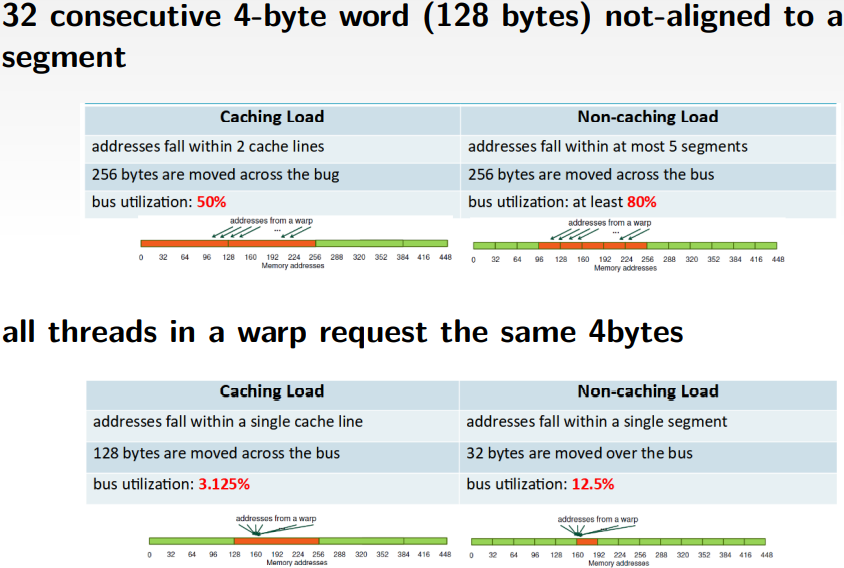 32 consecutive 4-byte word (128 bytes) not-aligned to a
segment
Caching Load Non-caching Load
addresses fall within 2 cache lines addresses fall within at most 5 segments
256 bytes are moved across the bug 256 bytes are moved across the bus
bus utilization: 50% bus utilization: at least 80%
addresses from a warp addresses from a warp
... ...
0 32 64 96 128 160 192 224 256 288 320 352 384 416 448 0 32 64 96 128 160 192 224 256 288 320 352 384 416 448
Memory addresses Memory addresses
all threads in a warp request the same 4bytes
Caching Load Non-caching Load
addresses fall within a single cache line addresses fall within a single segment
128 bytes are moved across the bus 32 bytes are moved over the bus
bus utilization: 3.125% bus utilization: 12.5%
addresses from a warp addresses from a warp
0 32 64 96 128 160 192 224 256 288 320 352 384 416 448 0 32 64 96 128 160 192 224 256 288 320 352 384 416 448
Memory addresses Memory addresses